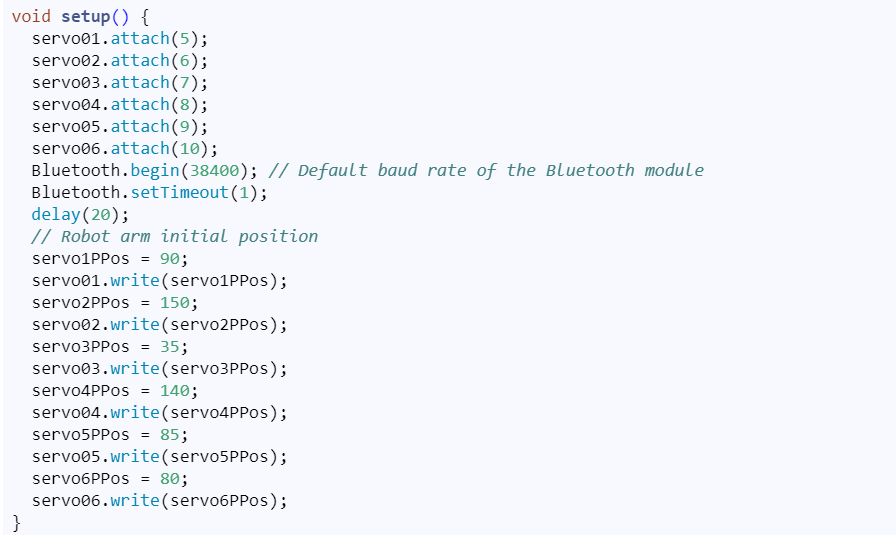 void setup() {
  servo01.attach(5);
  servo02.attach(6);
  servo03.attach(7);
  servo04.attach(8);
  servo05.attach(9);
  servo06.attach(10);
  Bluetooth.begin(38400); // Default baud rate of the Bluetooth module
  Bluetooth.setTimeout(1);
  delay(20);
  // Robot arm initial position
  servo1PPos = 90;
  servo01.write(servo1PPos);
  servo2PPos = 150;
  servo02.write(servo2PPos);
  servo3PPos = 35;
  servo03.write(servo3PPos);
  servo4PPos = 140;
  servo04.write(servo4PPos);
  servo5PPos = 85;
  servo05.write(servo5PPos);
  servo6PPos = 80;
  servo06.write(servo6PPos);
}